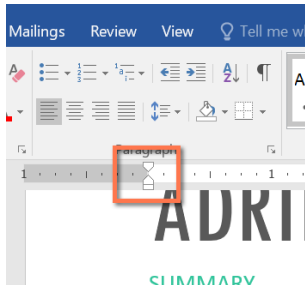 Mailings Review View Tell me w
A
Paragraph
1 1
ADRI
SUMMARY